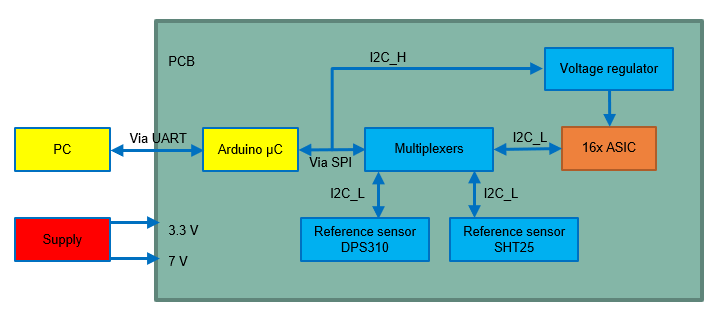 PCB
I2C_H
Voltage regulator
Via UART
I2C_L
PC
Arduino µC
Multiplexers
16x ASIC
Via SPI
I2C_L
I2C_L
Supply
3.3 V
7 V
Reference sensor
DPS310
Reference sensor
SHT25